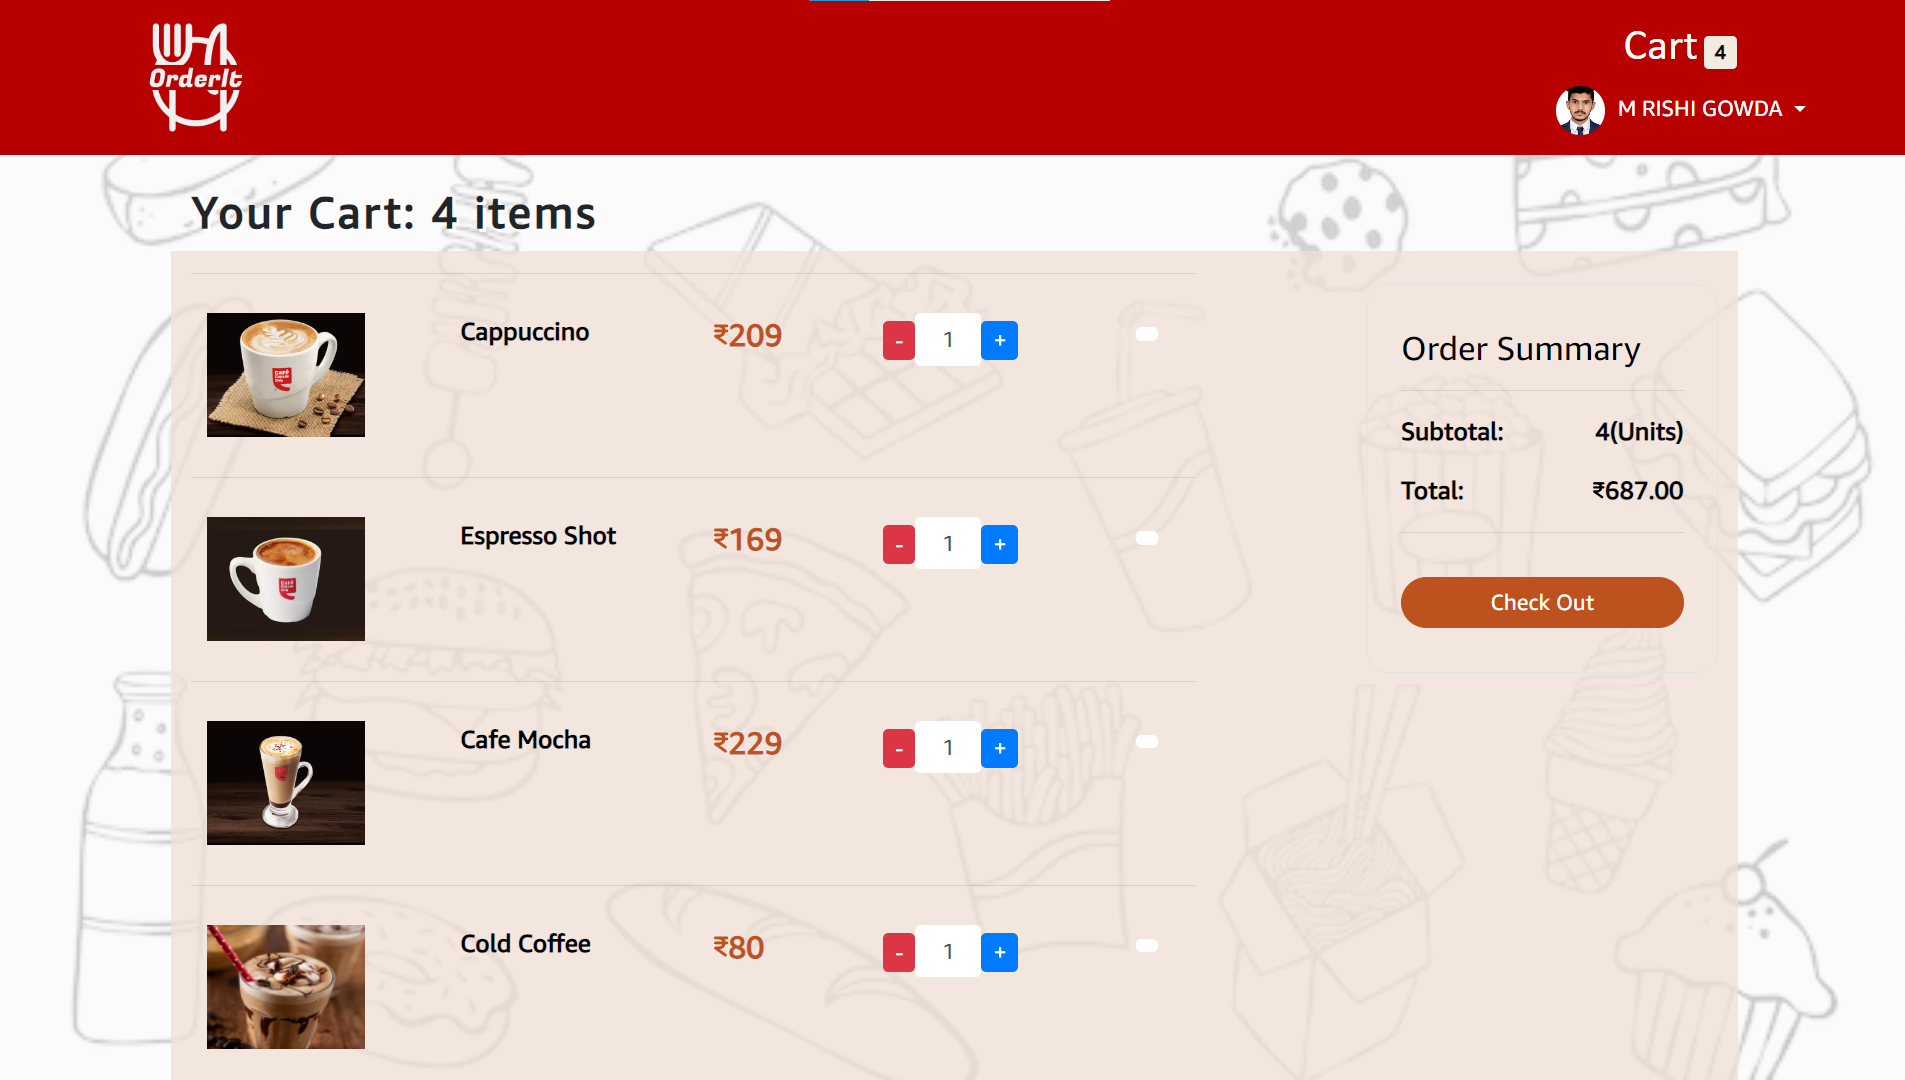 OrderIt
Cart 4
M RISHI GOWDA
Your Cart: 4 items
Cappuccino ₹209 - 1 +
Espresso Shot ₹169 - 1 +
Cafe Mocha ₹229 - 1 +
Cold Coffee ₹80 - 1 +
Order Summary
Subtotal: 4(Units)
Total: ₹687.00
Check Out